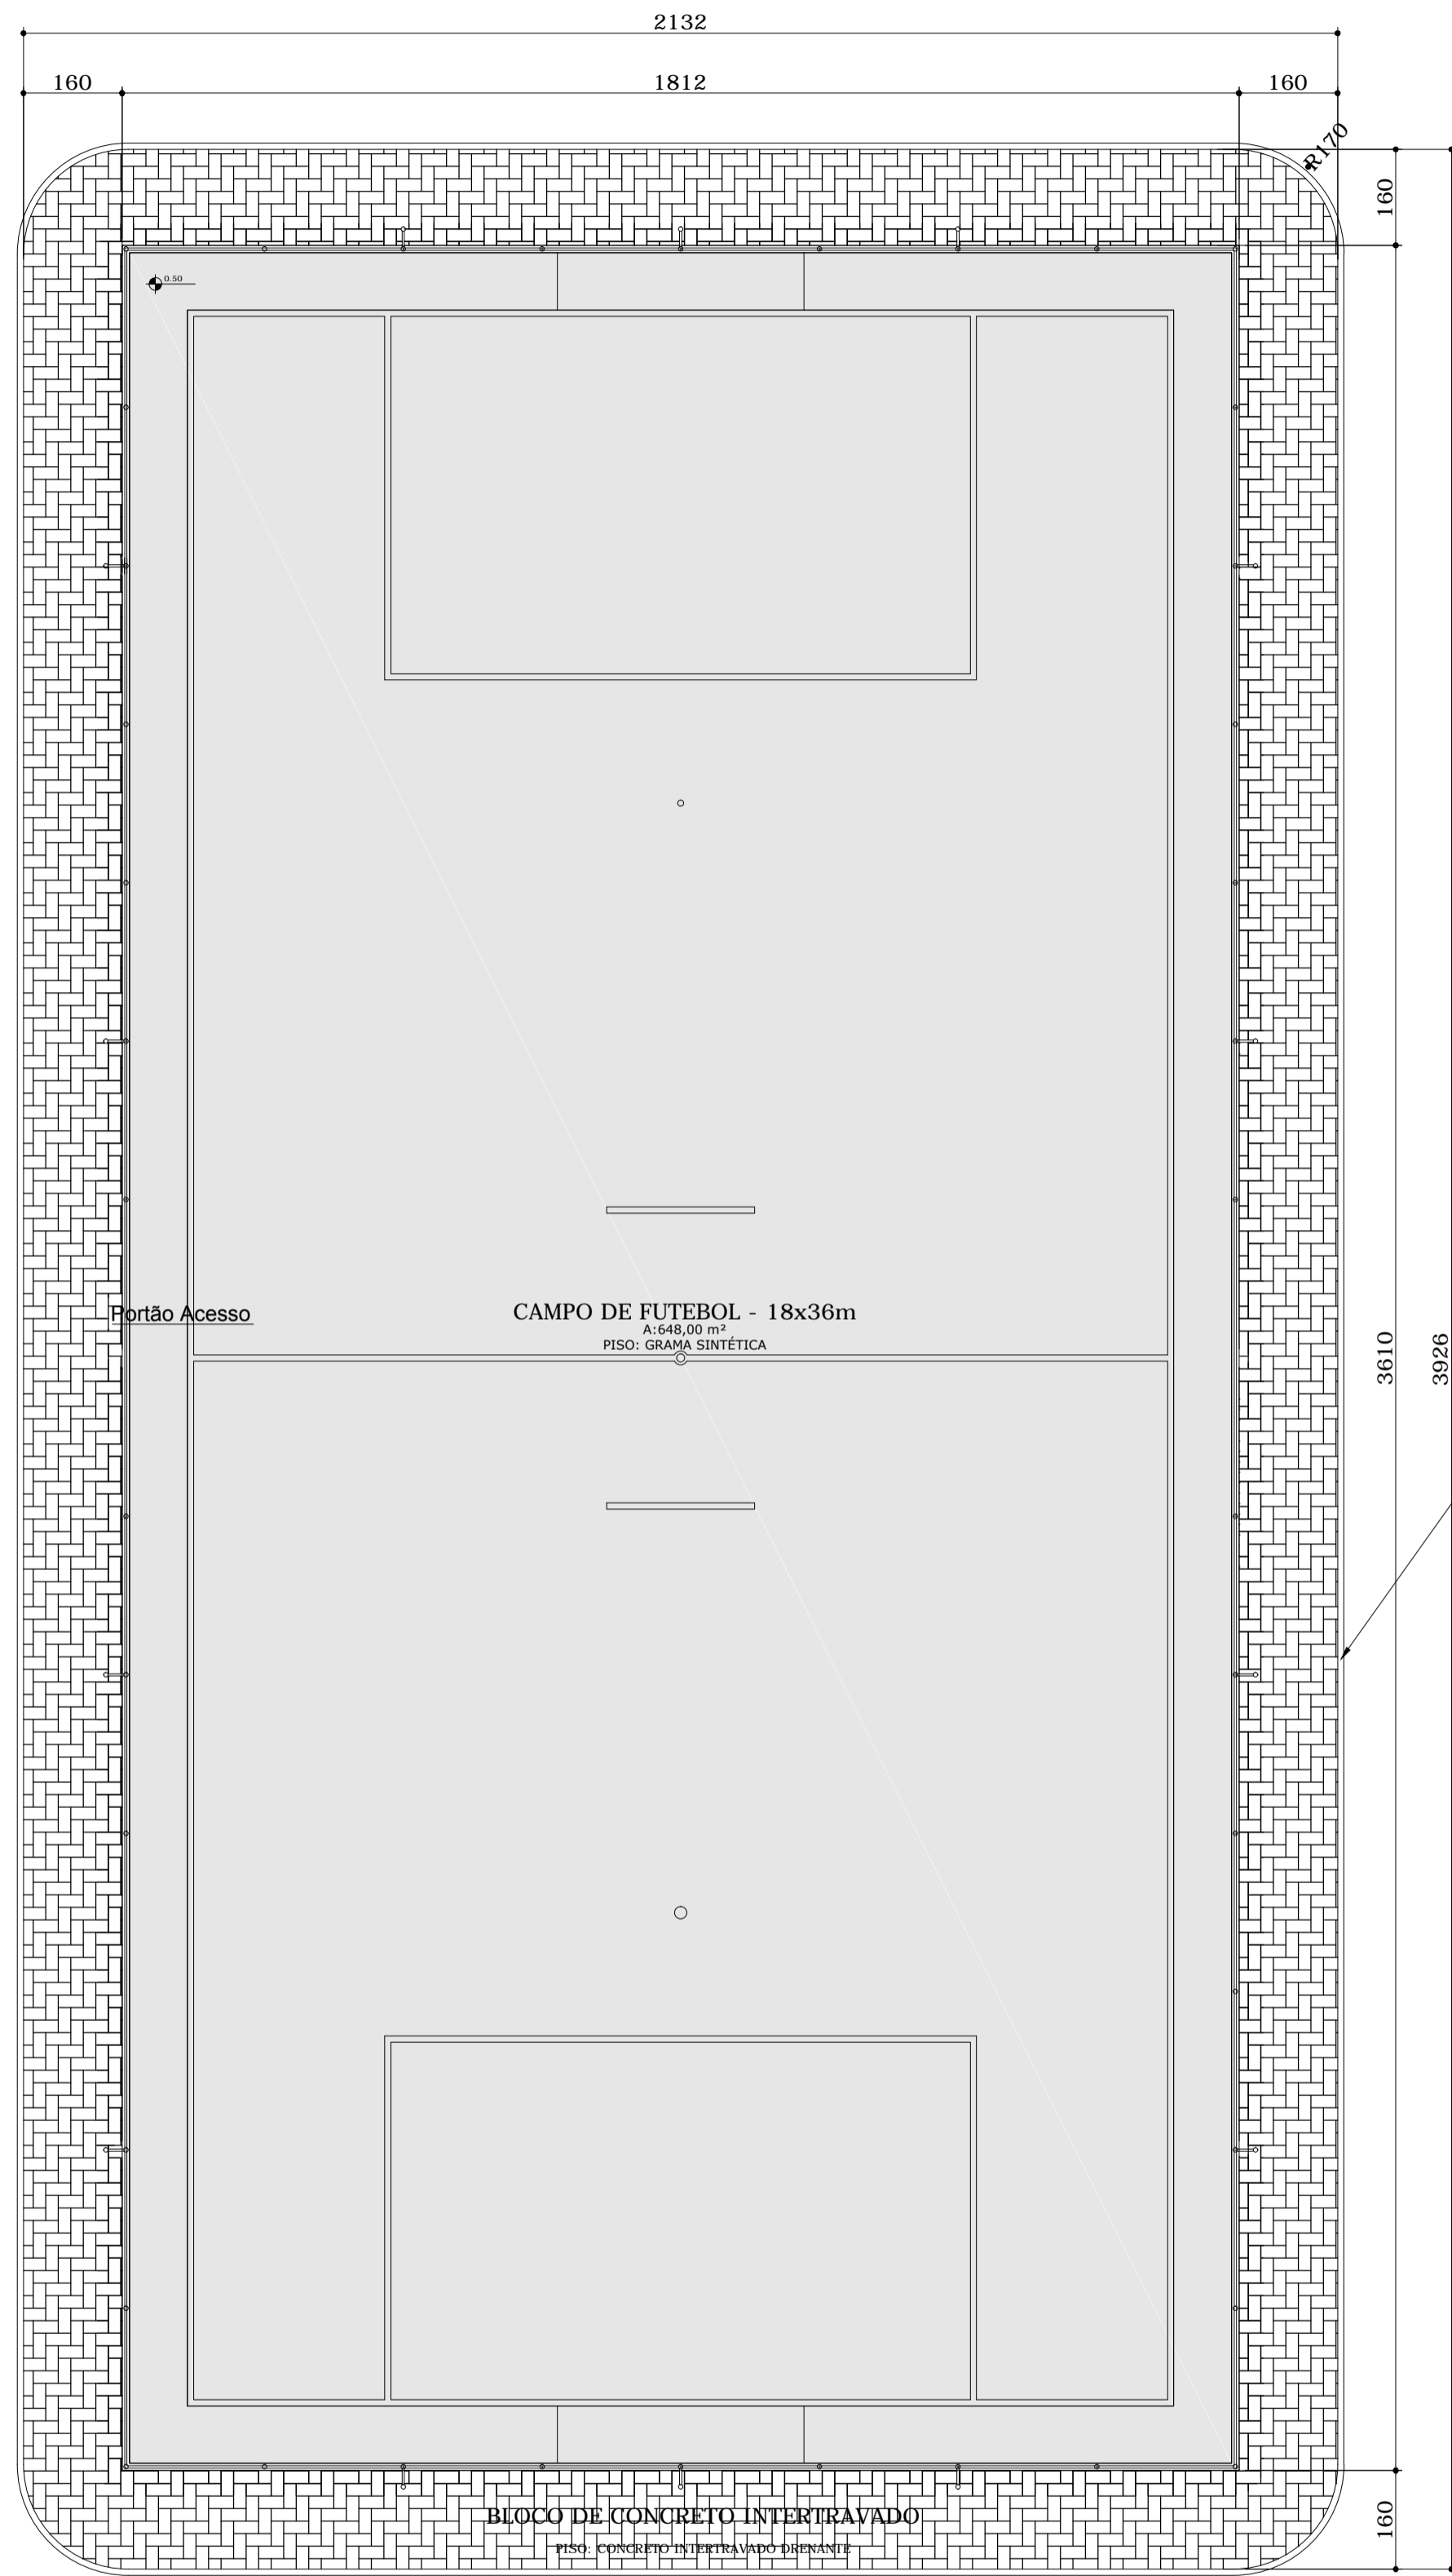 2132
160
1812
160
R170
160
0.50
Portão Acesso
CAMPO DE FUTEBOL - 18x36m
A:648,00 m²
PISO: GRAMA SINTÉTICA
3610
3926
BLOCO DE CONCRETO INTERTRAVADO
PISO: CONCRETO INTERTRAVADO DRENANTE
160